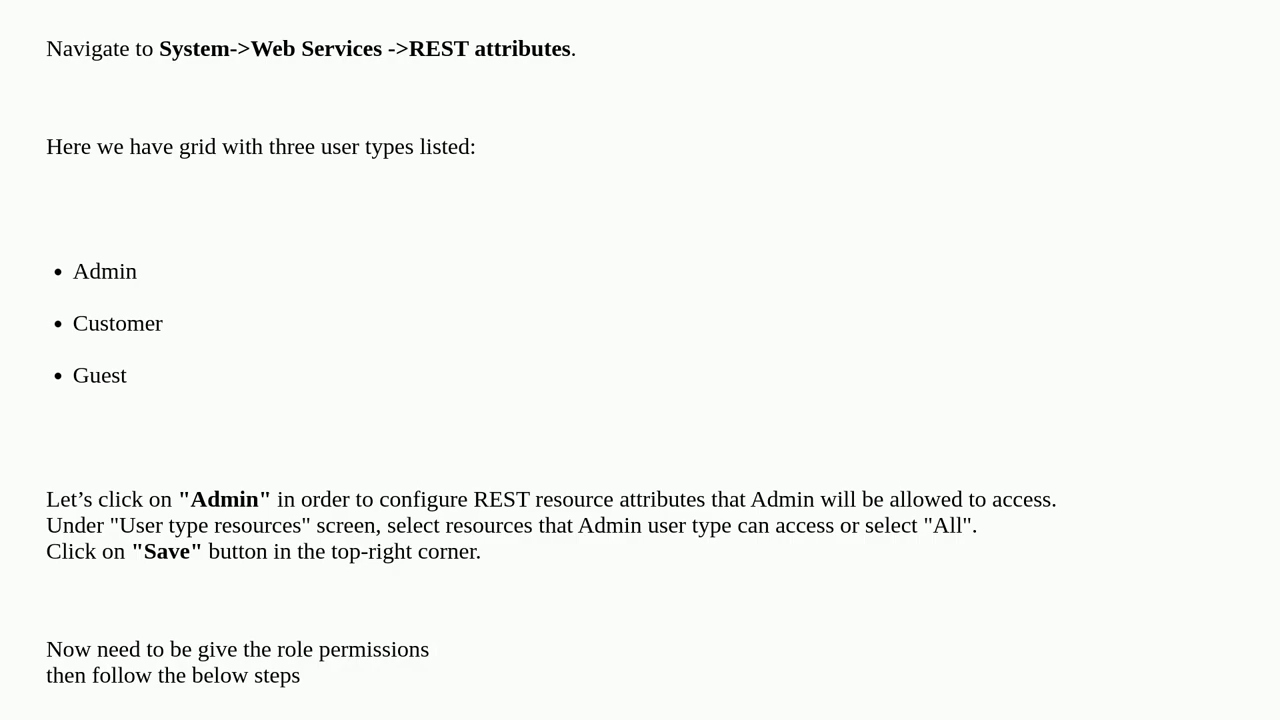 Navigate to System->Web Services ->REST attributes.
Here we have grid with three user types listed:
• Admin
• Customer
• Guest
Let’s click on "Admin" in order to configure REST resource attributes that Admin will be allowed to access.
Under "User type resources" screen, select resources that Admin user type can access or select "All".
Click on "Save" button in the top-right corner.
Now need to be give the role permissions
then follow the below steps